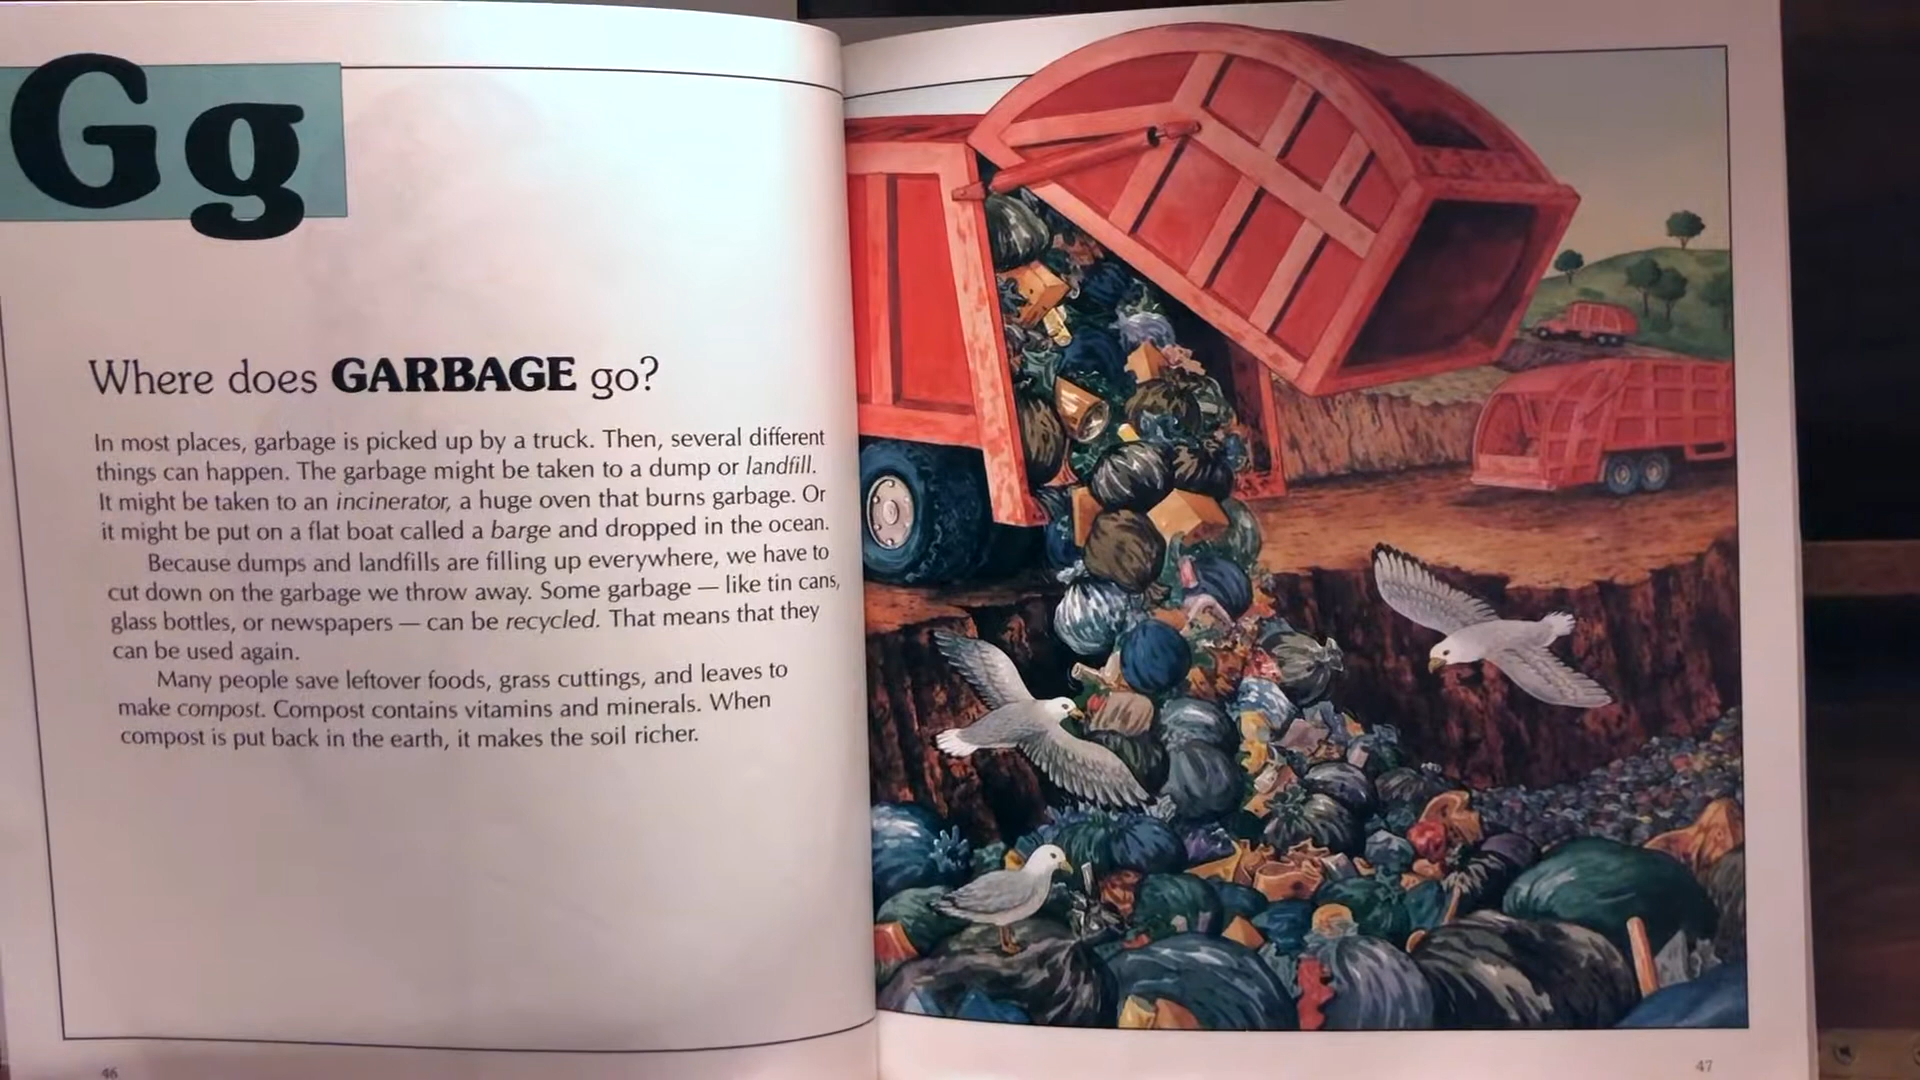 Gg
Where does GARBAGE go?
In most places, garbage is picked up by a truck. Then, several different
things can happen. The garbage might be taken to a dump or landfill.
It might be taken to an incinerator, a huge oven that burns garbage. Or
it might be put on a flat boat called a barge and dropped in the ocean.
Because dumps and landfills are filling up everywhere, we have to
cut down on the garbage we throw away. Some garbage — like tin cans,
glass bottles, or newspapers — can be recycled. That means that they
can be used again.
Many people save leftover foods, grass cuttings, and leaves to
make compost. Compost contains vitamins and minerals. When
compost is put back in the earth, it makes the soil richer.
46
47